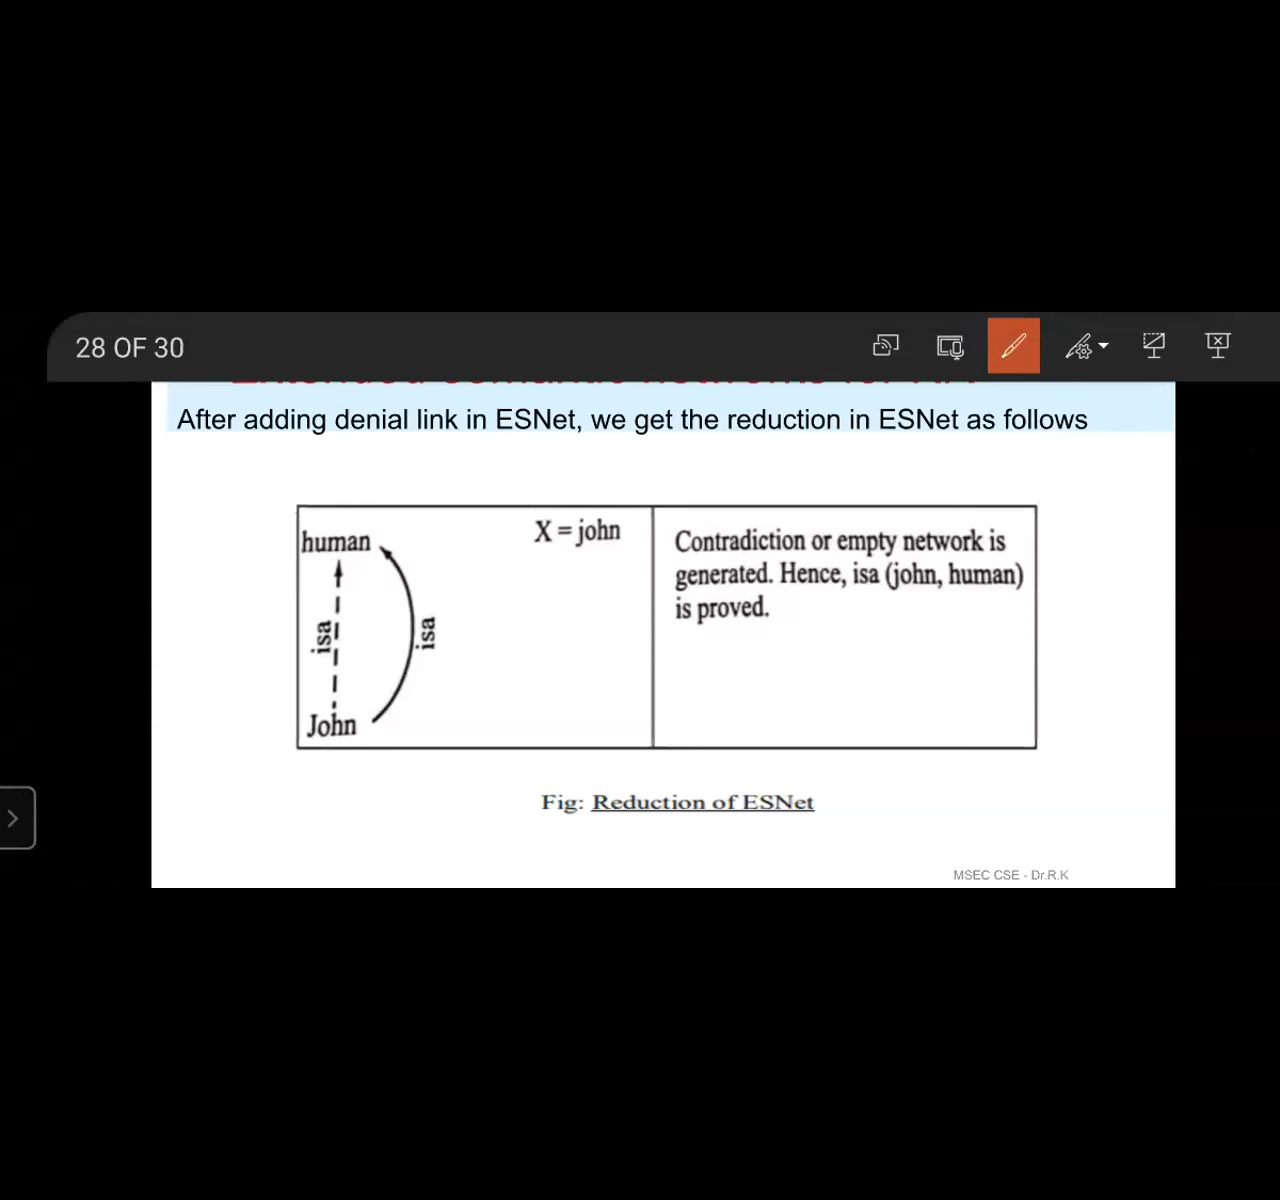 28 OF 30
After adding denial link in ESNet, we get the reduction in ESNet as follows
human
X = john
isa
isa
John
Contradiction or empty network is
generated. Hence, isa (john, human)
is proved.
Fig: Reduction of ESNet
MSEC CSE - Dr.R.K